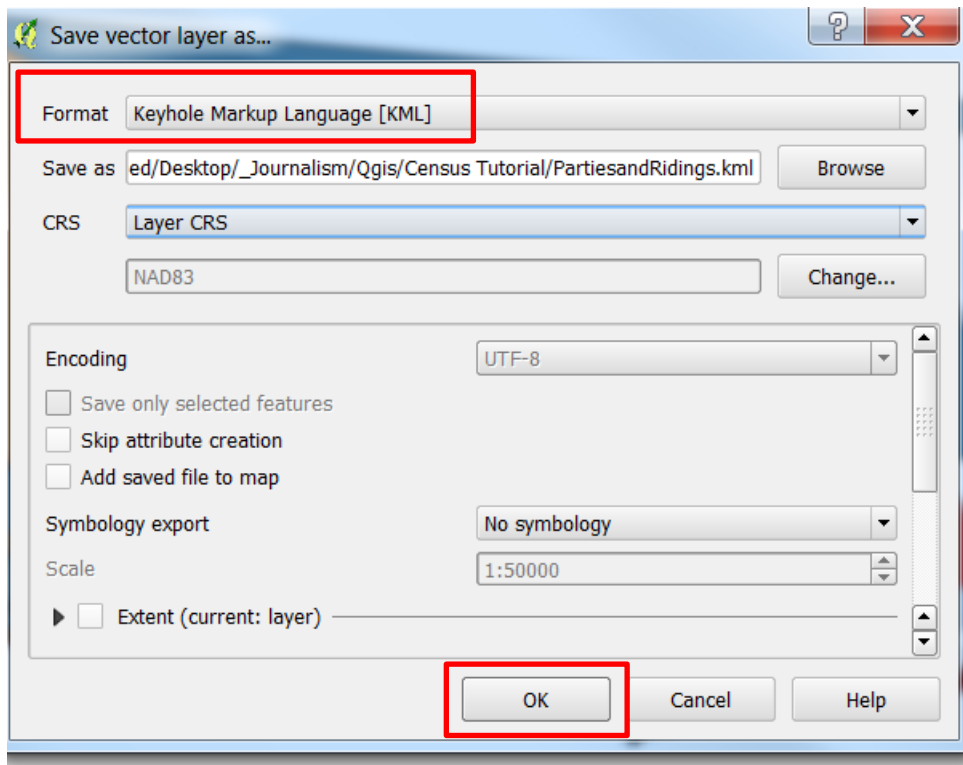 Save vector layer as...
Format Keyhole Markup Language [KML]
Save as ed/Desktop/_Journalism/Qgis/Census Tutorial/PartiesandRidings.kml Browse
CRS Layer CRS
NAD83 Change...
Encoding UTF-8
Save only selected features
Skip attribute creation
Add saved file to map
Symbology export No symbology
Scale 1:50000
Extent (current: layer)
OK Cancel Help